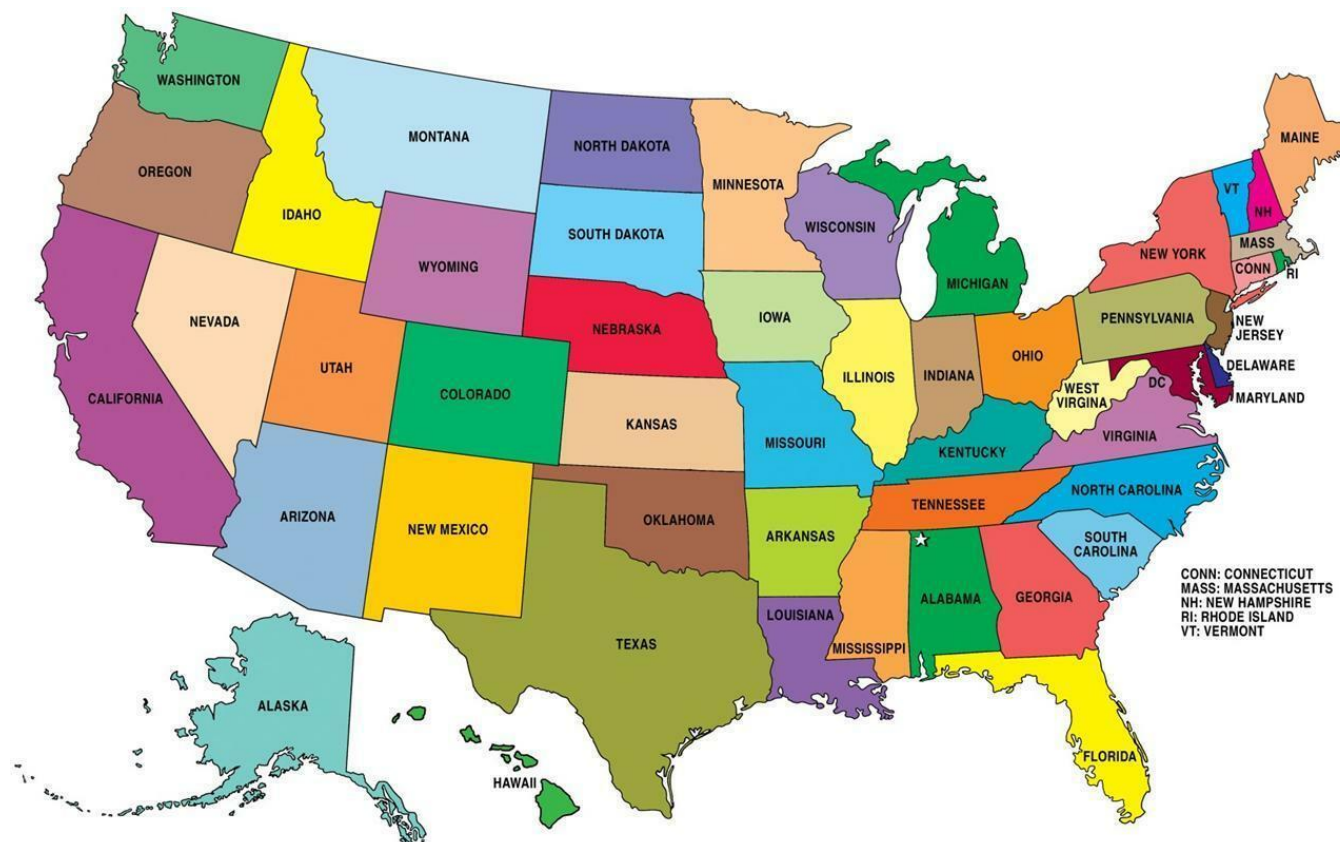 WASHINGTON
OREGON
CALIFORNIA
NEVADA
IDAHO
MONTANA
WYOMING
UTAH
COLORADO
ARIZONA
NEW MEXICO
NORTH DAKOTA
SOUTH DAKOTA
NEBRASKA
KANSAS
OKLAHOMA
TEXAS
MINNESOTA
IOWA
MISSOURI
ARKANSAS
LOUISIANA
WISCONSIN
ILLINOIS
MICHIGAN
INDIANA
OHIO
KENTUCKY
TENNESSEE
MISSISSIPPI
ALABAMA
GEORGIA
FLORIDA
SOUTH
CAROLINA
NORTH CAROLINA
VIRGINIA
WEST
VIRGINA
DC
MARYLAND
DELAWARE
NEW
JERSEY
PENNSYLVANIA
NEW YORK
CONN
RI
MASS
VT
NH
MAINE
ALASKA
HAWAII
CONN: CONNECTICUT
MASS: MASSACHUSETTS
NH: NEW HAMPSHIRE
RI: RHODE ISLAND
VT: VERMONT